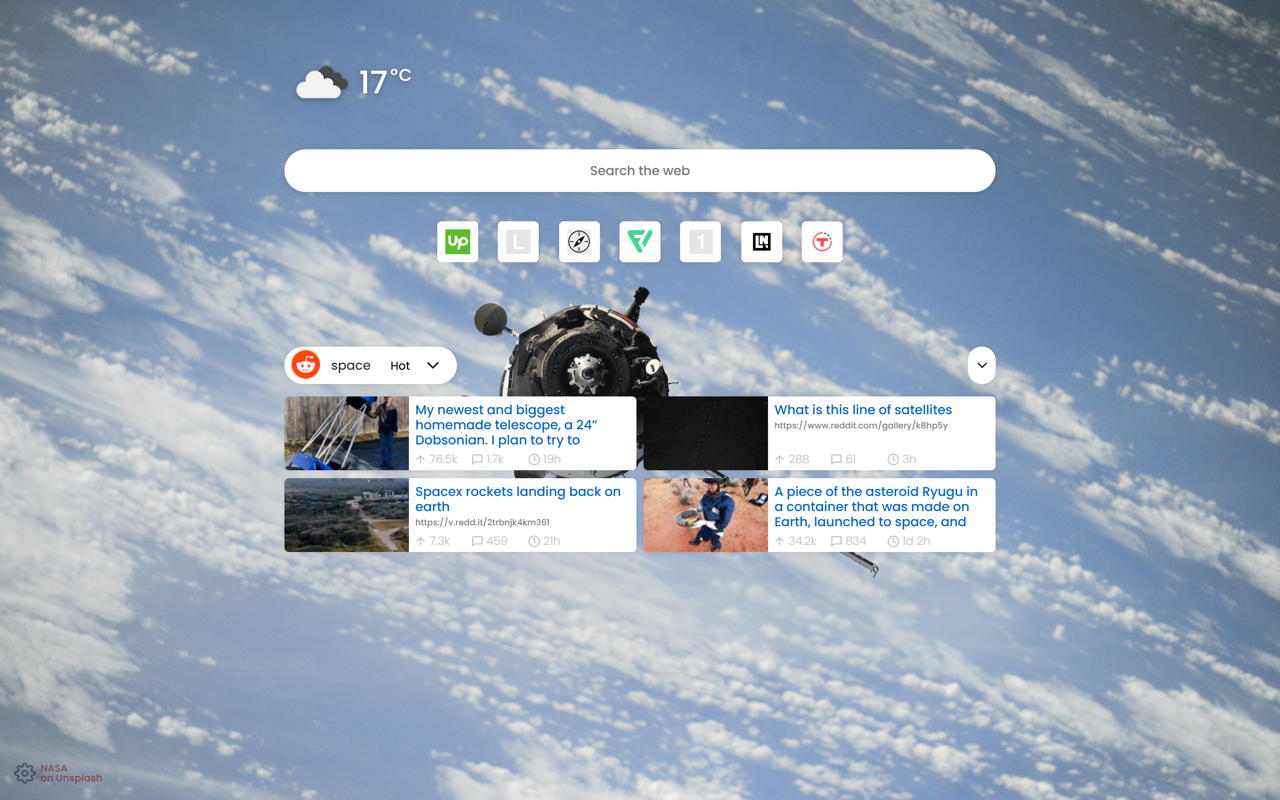 17°C
Search the web
Up
L
1
LN
T
space Hot
My newest and biggest
homemade telescope, a 24”
Dobsonian. I plan to try to
76.5k 1.7k 19h
What is this line of satellites
https://www.reddit.com/gallery/k8hp5y
288 61 3h
Spacex rockets landing back on
earth
https://v.redd.it/2trbnjk4km361
7.3k 459 21h
A piece of the asteroid Ryugu in
a container that was made on
Earth, launched to space, and
34.2k 834 1d 2h
NASA
on Unsplash